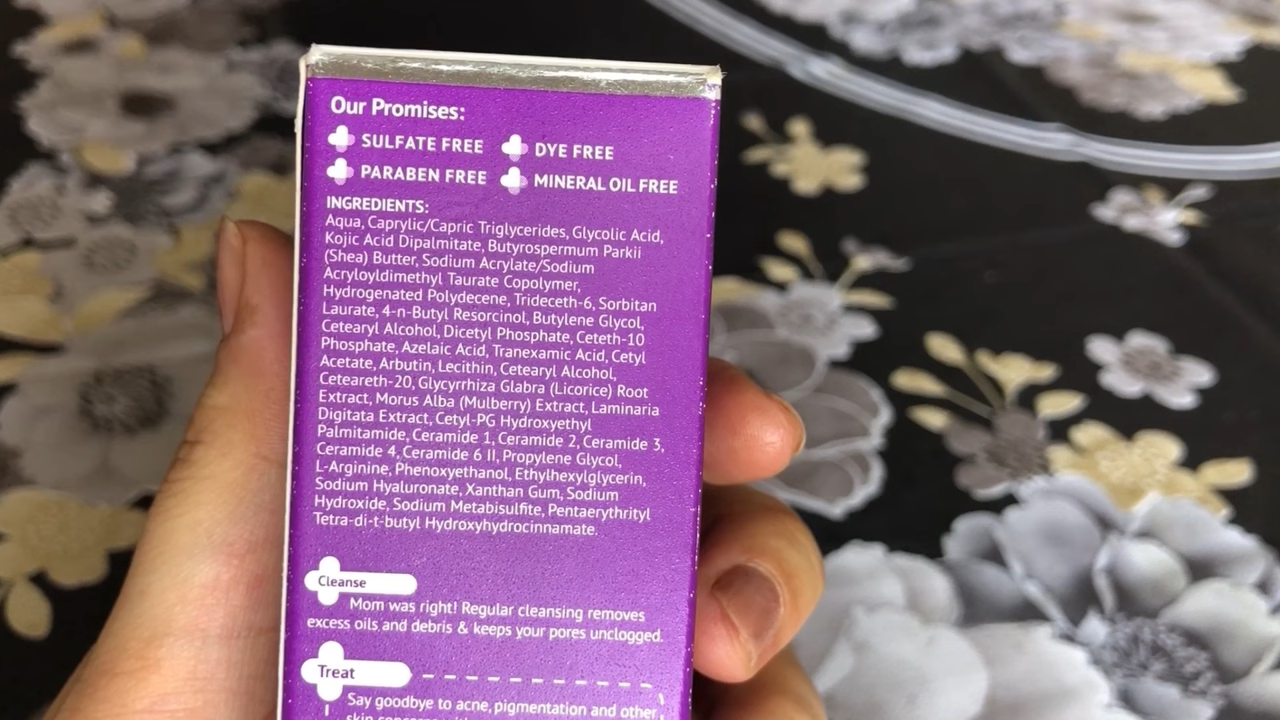 Our Promises:
SULFATE FREE
DYE FREE
PARABEN FREE
MINERAL OIL FREE
INGREDIENTS:
Aqua, Caprylic/Capric Triglycerides, Glycolic Acid,
Kojic Acid Dipalmitate, Butyrospermum Parkii
(Shea) Butter, Sodium Acrylate/Sodium
Acryloyldimethyl Taurate Copolymer,
Hydrogenated Polydecene, Trideceth-6, Sorbitan
Laurate, 4-n-Butyl Resorcinol, Butylene Glycol,
Cetearyl Alcohol, Dicetyl Phosphate, Ceteth-10
Phosphate, Azelaic Acid, Tranexamic Acid, Cetyl
Acetate, Arbutin, Lecithin, Cetearyl Alcohol,
Ceteareth-20, Glycyrrhiza Glabra (Licorice) Root
Extract, Morus Alba (Mulberry) Extract, Laminaria
Digitata Extract, Cetyl-PG Hydroxyethyl
Palmitamide, Ceramide 1, Ceramide 2, Ceramide 3,
Ceramide 4, Ceramide 6 II, Propylene Glycol,
L-Arginine, Phenoxyethanol, Ethylhexylglycerin,
Sodium Hyaluronate, Xanthan Gum, Sodium
Hydroxide, Sodium Metabisulfite, Pentaerythrityl
Tetra-di-t-butyl Hydroxyhydrocinnamate.
Cleanse
Mom was right! Regular cleansing removes
excess oils and debris & keeps your pores unclogged.
Treat
Say goodbye to acne, pigmentation and other